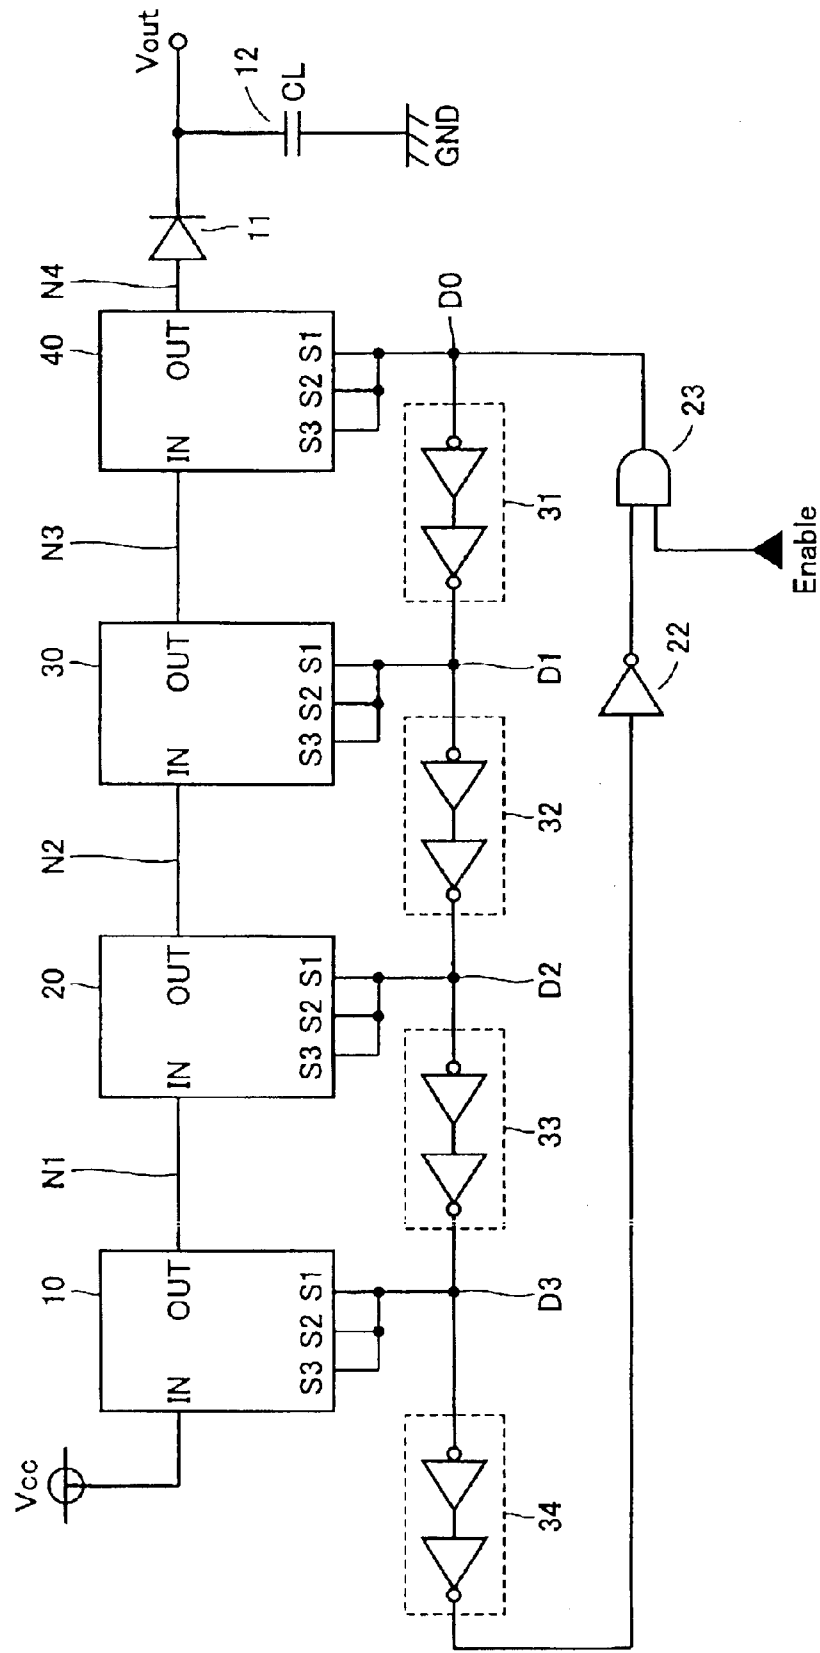 Vcc
10
IN
OUT
S3 S2 S1
N1
20
IN
OUT
S3 S2 S1
N2
30
IN
OUT
S3 S2 S1
N3
40
IN
OUT
S3 S2 S1
N4
11
Vout
12
CL
GND
34
D3
33
D2
32
D1
31
D0
22
23
Enable